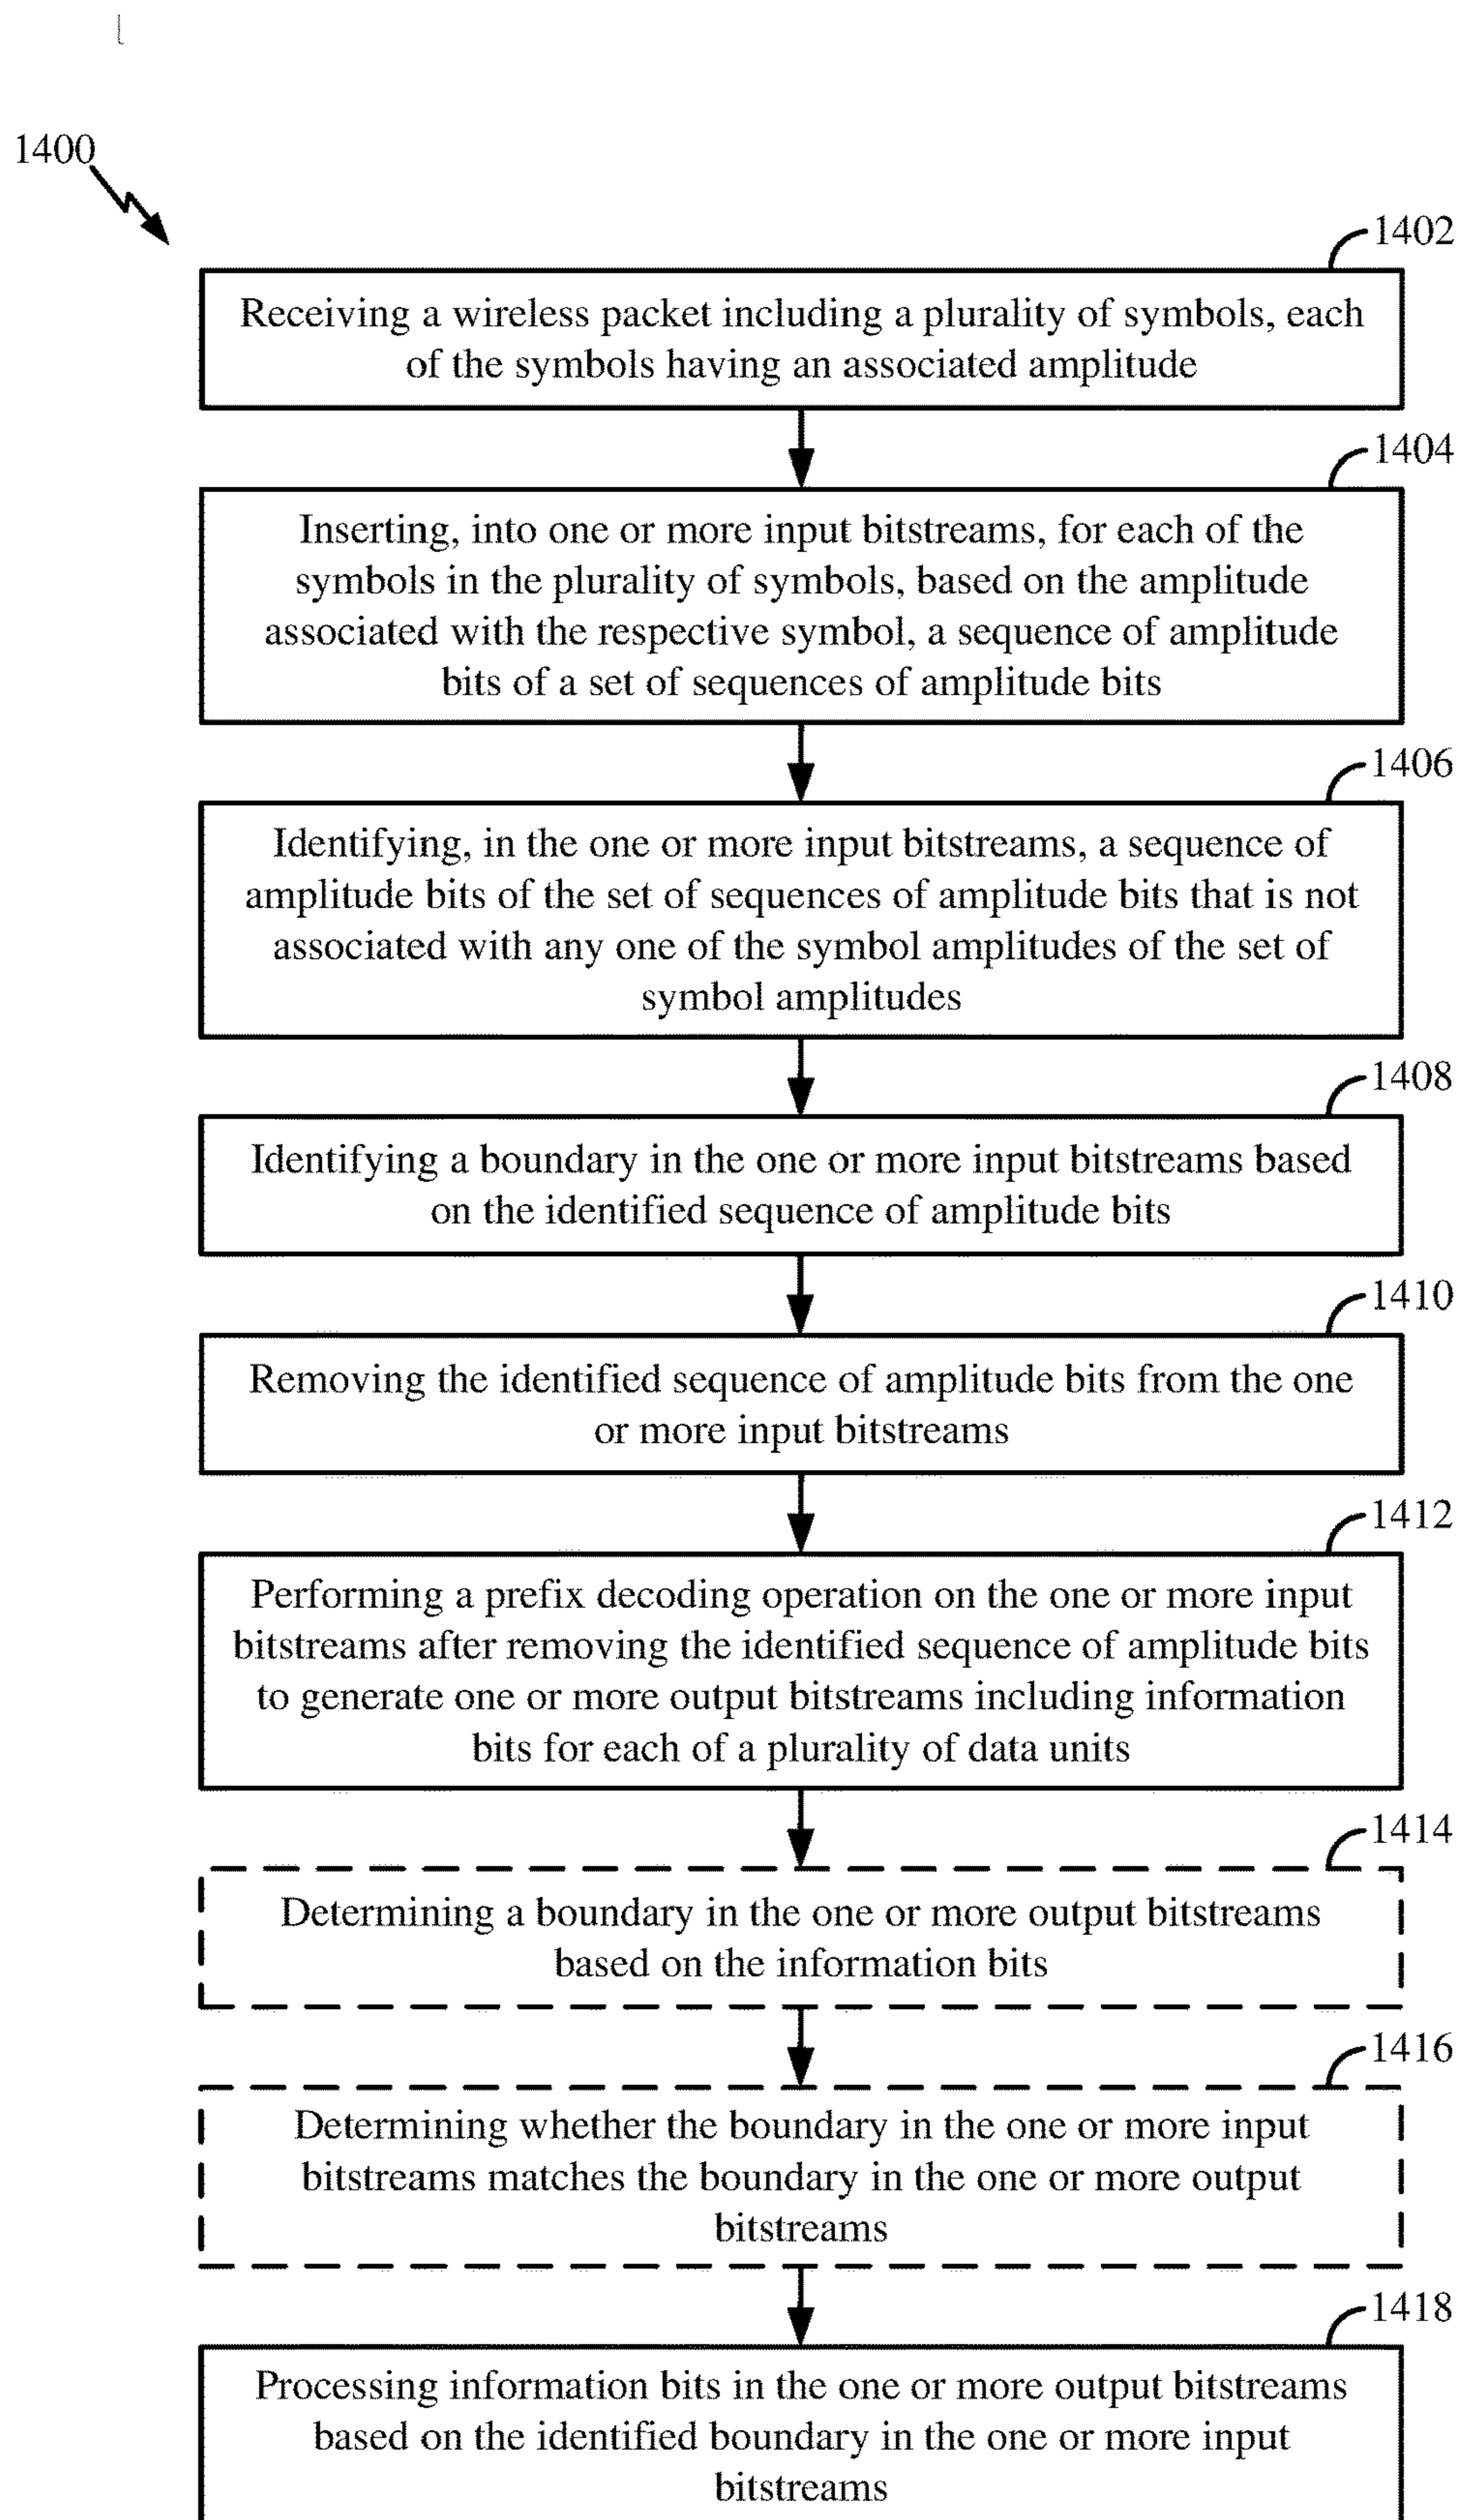 1400
1402
Receiving a wireless packet including a plurality of symbols, each
of the symbols having an associated amplitude
1404
Inserting, into one or more input bitstreams, for each of the
symbols in the plurality of symbols, based on the amplitude
associated with the respective symbol, a sequence of amplitude
bits of a set of sequences of amplitude bits
1406
Identifying, in the one or more input bitstreams, a sequence of
amplitude bits of the set of sequences of amplitude bits that is not
associated with any one of the symbol amplitudes of the set of
symbol amplitudes
1408
Identifying a boundary in the one or more input bitstreams based
on the identified sequence of amplitude bits
1410
Removing the identified sequence of amplitude bits from the one
or more input bitstreams
1412
Performing a prefix decoding operation on the one or more input
bitstreams after removing the identified sequence of amplitude bits
to generate one or more output bitstreams including information
bits for each of a plurality of data units
1414
Determining a boundary in the one or more output bitstreams
based on the information bits
1416
Determining whether the boundary in the one or more input
bitstreams matches the boundary in the one or more output
bitstreams
1418
Processing information bits in the one or more output bitstreams
based on the identified boundary in the one or more input
bitstreams